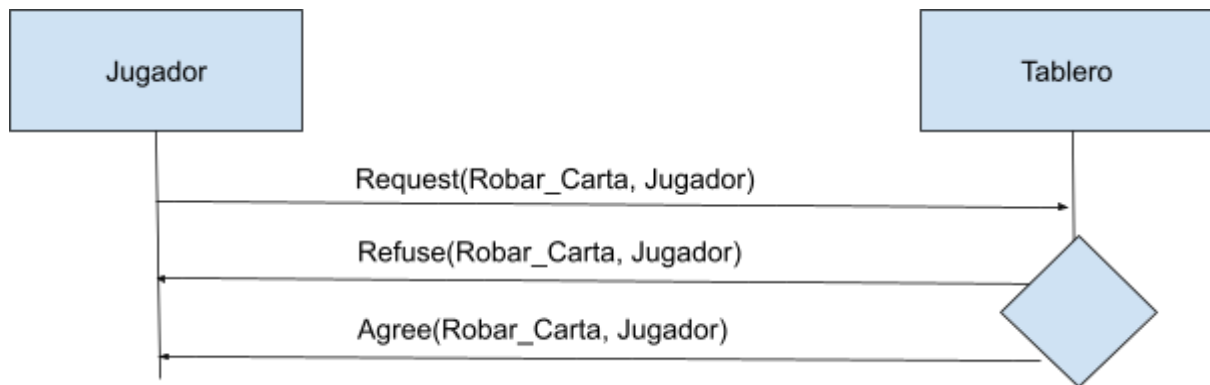 Jugador
Tablero
Request(Robar_Carta, Jugador)
Refuse(Robar_Carta, Jugador)
Agree(Robar_Carta, Jugador)